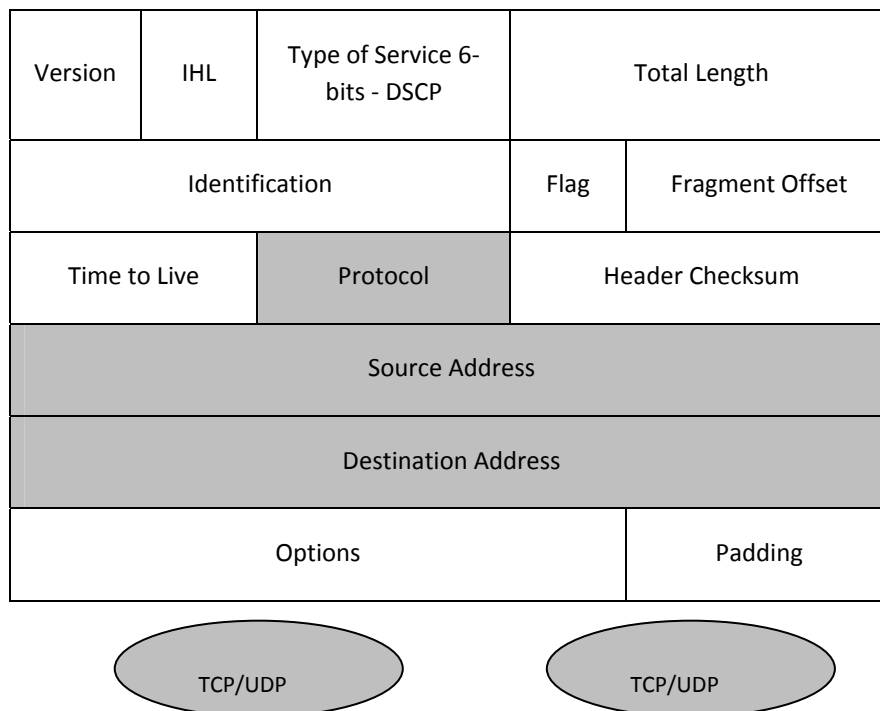 Version
IHL
Type of Service 6-
bits - DSCP
Total Length
Identification
Flag
Fragment Offset
Time to Live
Protocol
Header Checksum
Source Address
Destination Address
Options
Padding
TCP/UDP
TCP/UDP